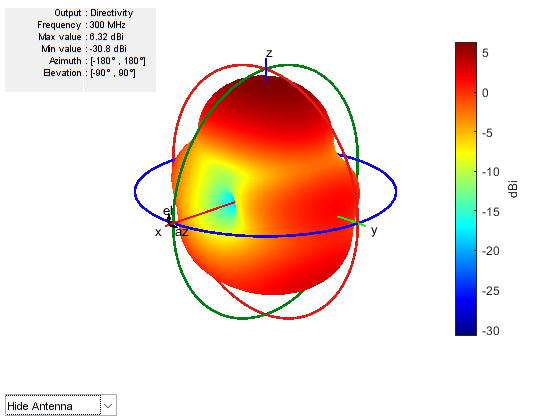 Output : Directivity
Frequency : 300 MHz
Max value : 6.32 dBi
Min value : -30.8 dBi
Azimuth : [-180° , 180°]
Elevation : [-90° , 90°]
z
5
0
-5
-10
-15
-20
-25
-30
dBi
el
x
az
y
Hide Antenna